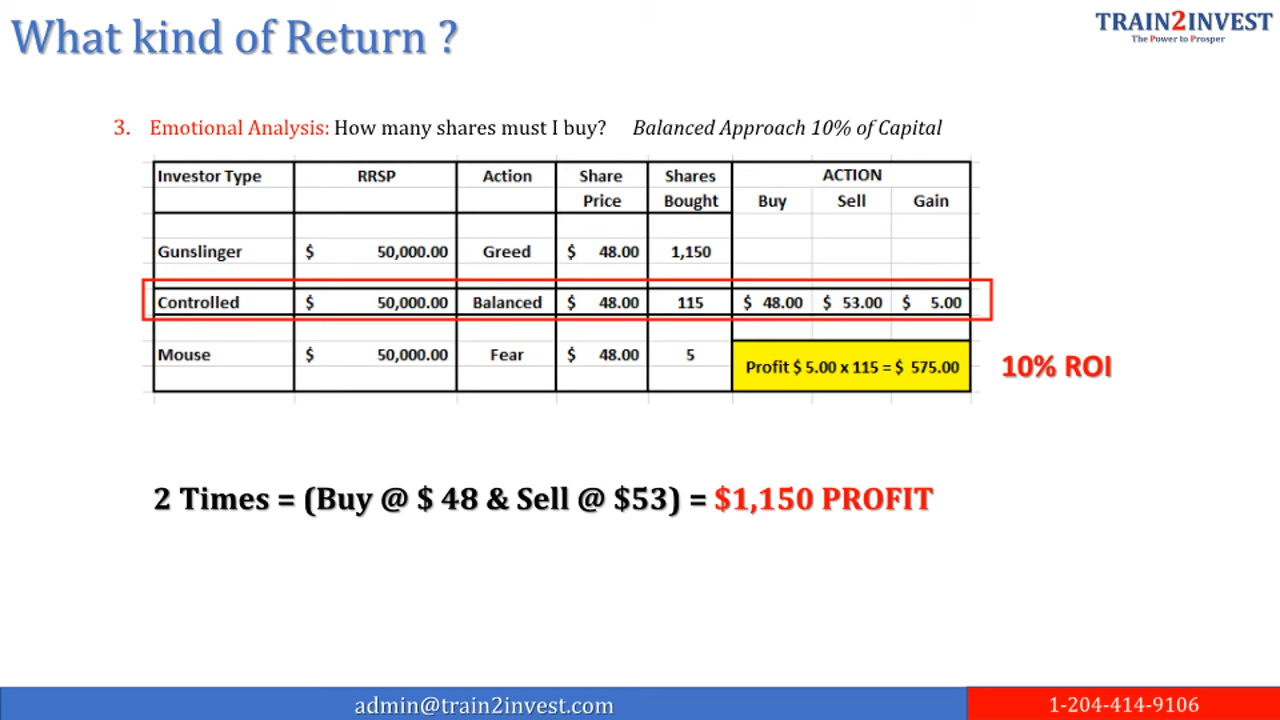 What kind of Return ?
TRAIN2INVEST
The Power to Prosper
3. Emotional Analysis: How many shares must I buy? Balanced Approach 10% of Capital
Investor Type RRSP Action Share Shares ACTION
Price Bought Buy Sell Gain
Gunslinger $ 50,000.00 Greed $ 48.00 1,150
Controlled $ 50,000.00 Balanced $ 48.00 115 $ 48.00 $ 53.00 $ 5.00
Mouse $ 50,000.00 Fear $ 48.00 5
Profit $ 5.00 x 115 = $ 575.00
10% ROI
2 Times = (Buy @ $ 48 & Sell @ $53) = $1,150 PROFIT
admin@train2invest.com
1-204-414-9106